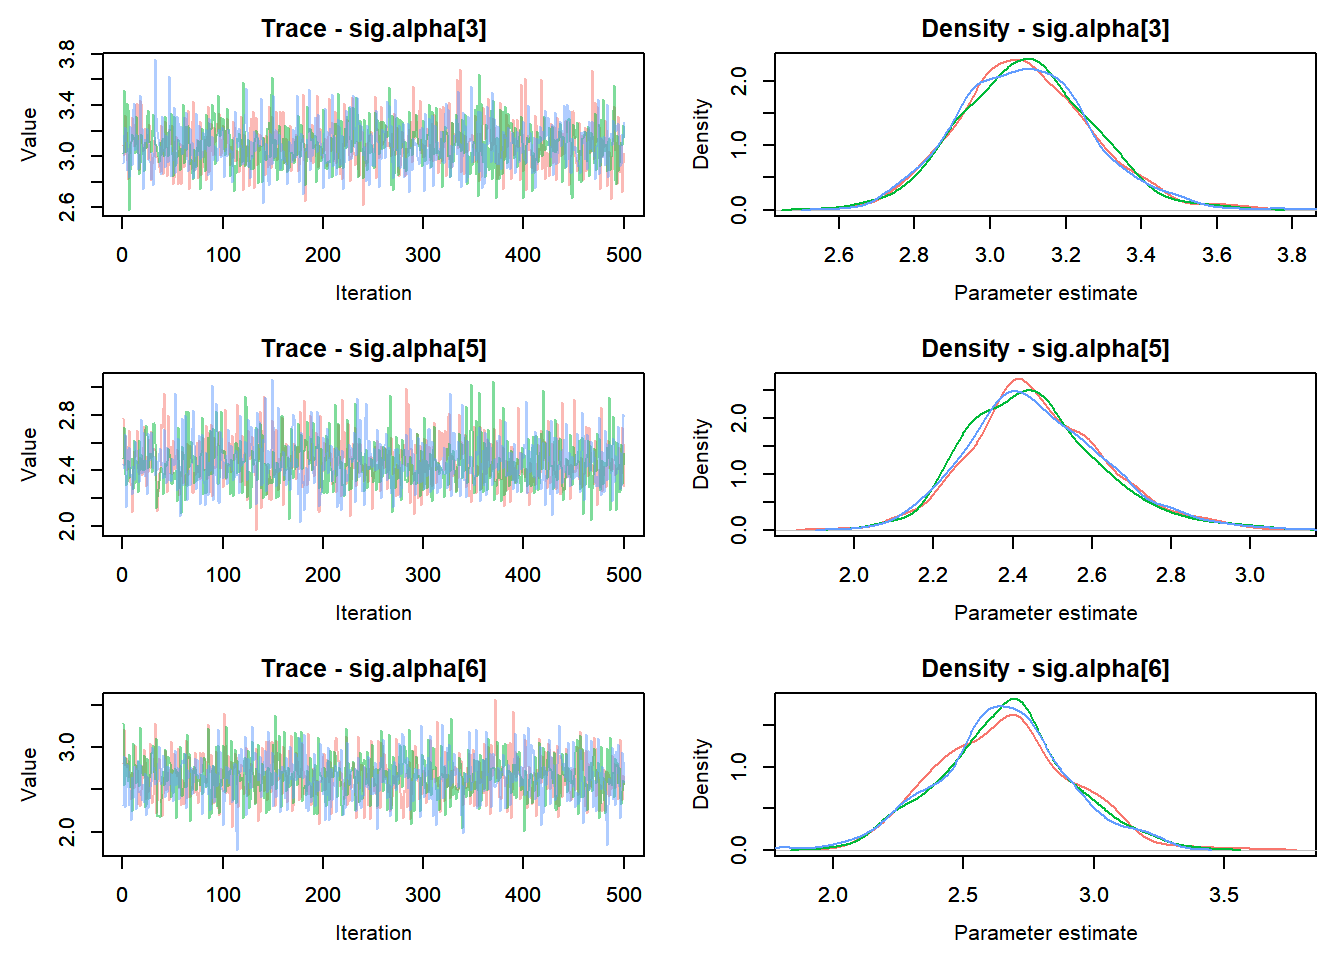 Trace - sig.alpha[3]
Value
2.6 3.0 3.4 3.8
0 100 200 300 400 500
Iteration
Density - sig.alpha[3]
Density
0.0 1.0 2.0
2.6 2.8 3.0 3.2 3.4 3.6 3.8
Parameter estimate
Trace - sig.alpha[5]
Value
2.0 2.4 2.8
0 100 200 300 400 500
Iteration
Density - sig.alpha[5]
Density
0.0 1.0 2.0
2.0 2.2 2.4 2.6 2.8 3.0
Parameter estimate
Trace - sig.alpha[6]
Value
2.0 3.0
0 100 200 300 400 500
Iteration
Density - sig.alpha[6]
Density
0.0 1.0
2.0 2.5 3.0 3.5
Parameter estimate